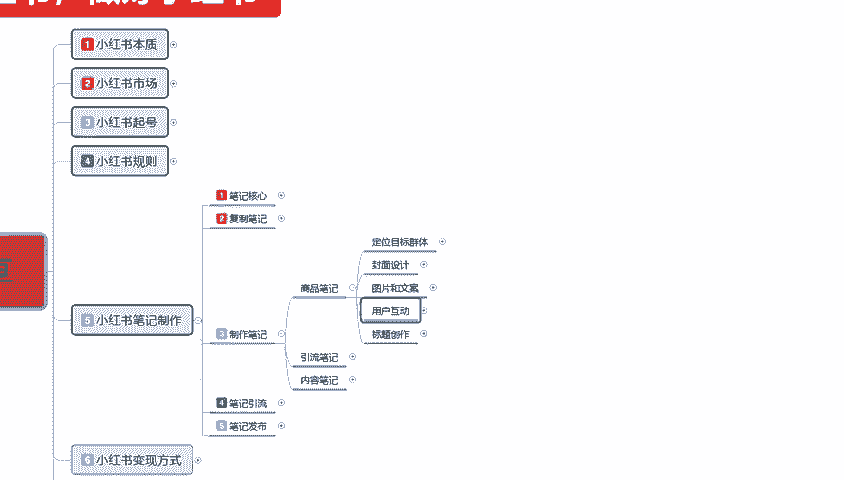 1 小红书本质
2 小红书市场
3 小红书起号
4 小红书规则
5 小红书笔记制作
1 笔记核心
2 复制笔记
3 制作笔记
商品笔记
定位目标群体
封面设计
图片和文案
用户互动
标题创作
引流笔记
内容笔记
4 笔记引流
5 笔记发布
6 小红书变现方式